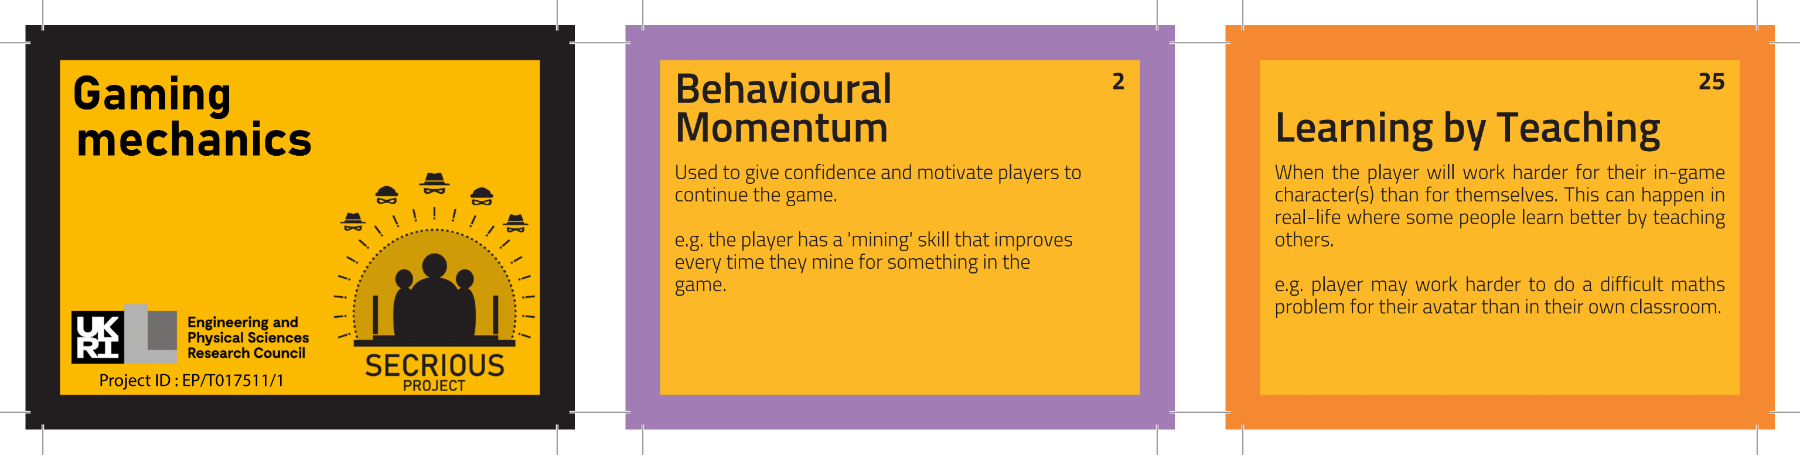 Gaming
mechanics
UK
RI
Engineering and
Physical Sciences
Research Council
Project ID : EP/T017511/1
SECRIOUS
PROJECT
Behavioural
Momentum
2
Used to give confidence and motivate players to
continue the game.
e.g. the player has a 'mining' skill that improves
every time they mine for something in the
game.
25
Learning by Teaching
When the player will work harder for their in-game
character(s) than for themselves. This can happen in
real-life where some people learn better by teaching
others.
e.g. player may work harder to do a difficult maths
problem for their avatar than in their own classroom.